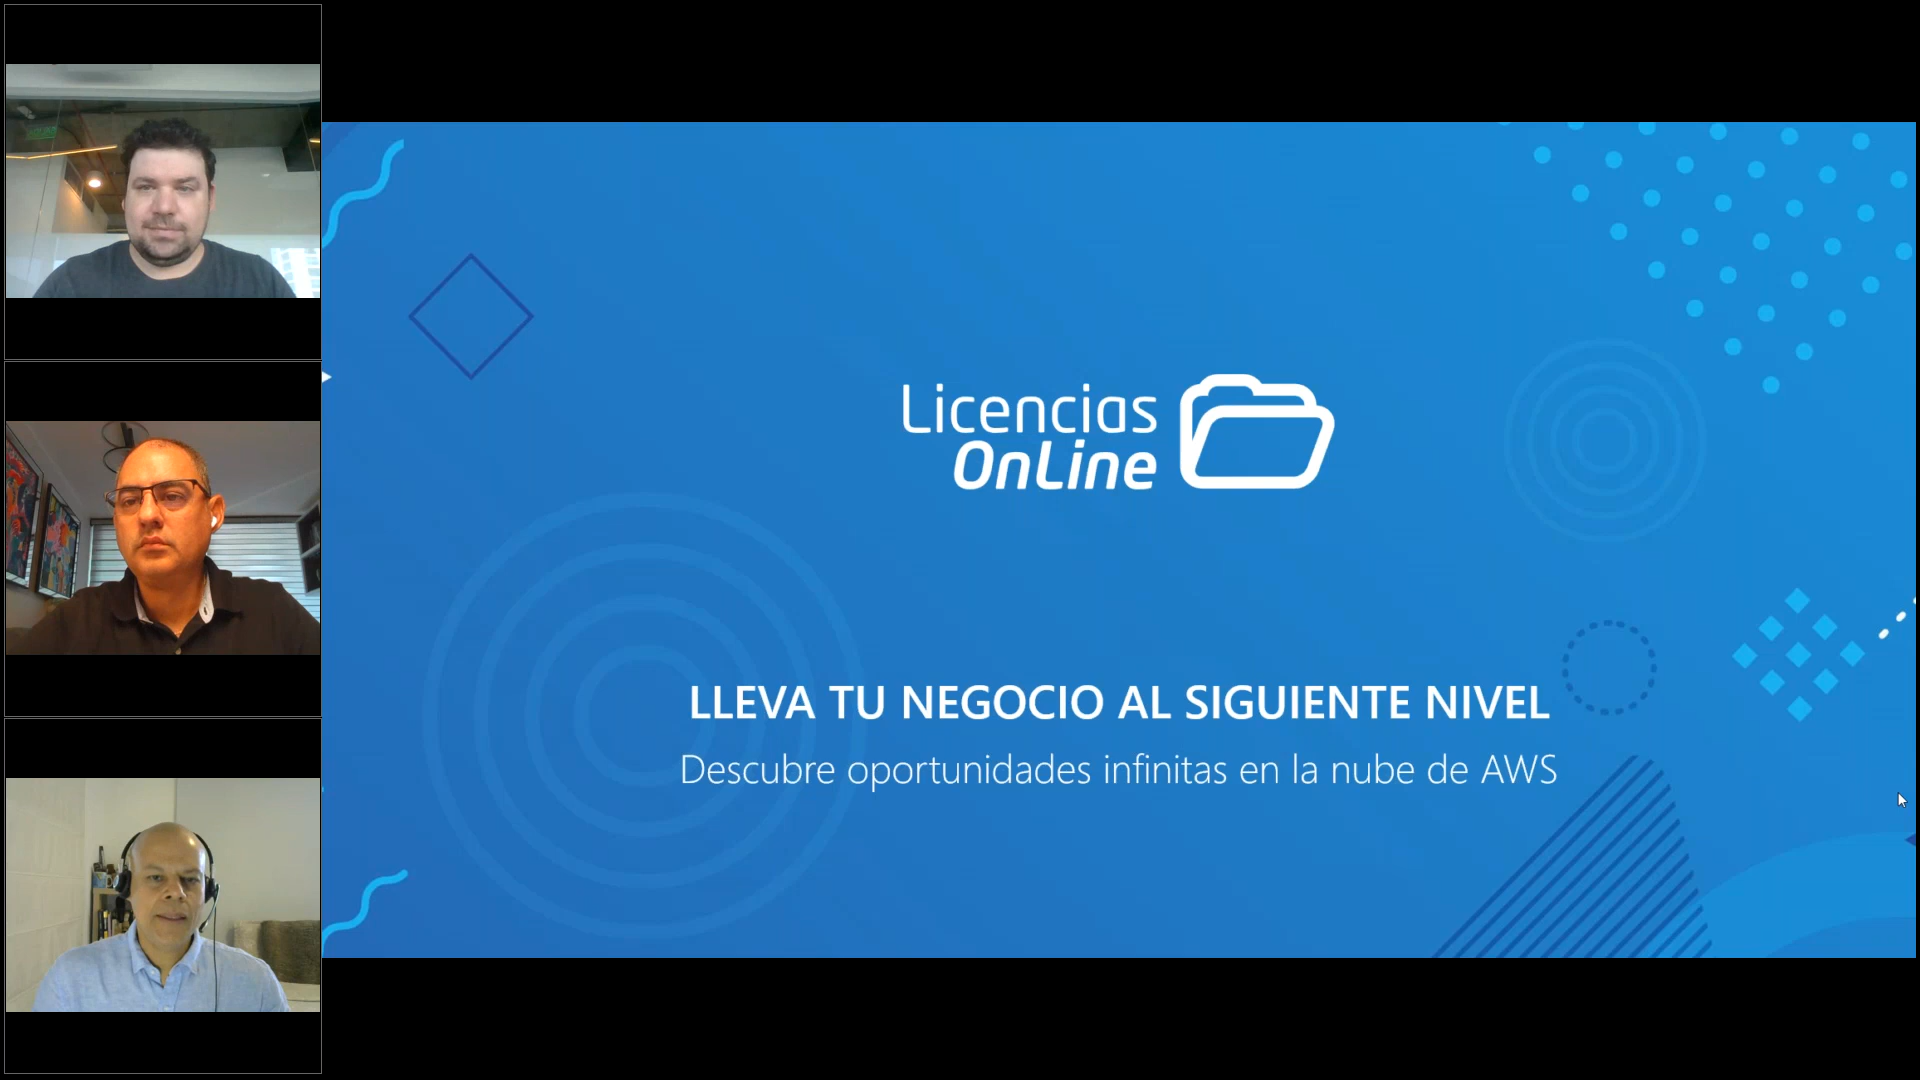 Licencias
OnLine
LLEVA TU NEGOCIO AL SIGUIENTE NIVEL
Descubre oportunidades infinitas en la nube de AWS